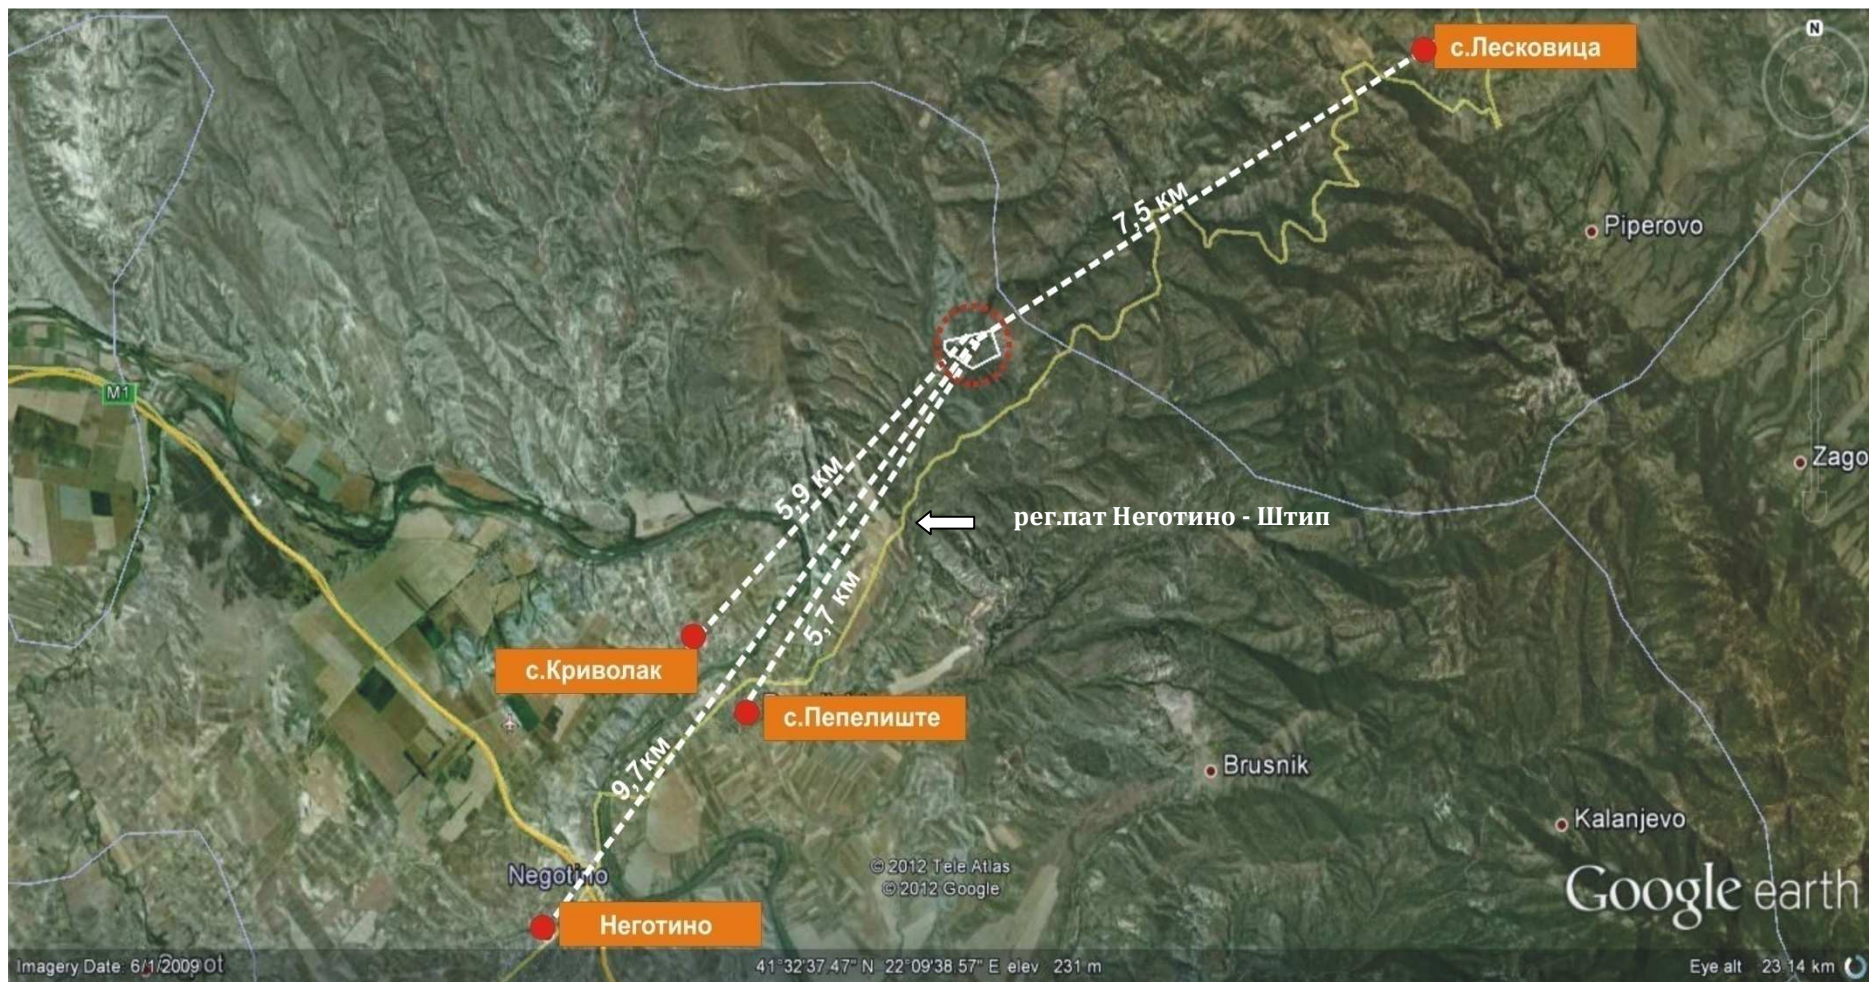 N
с.Лесковица
7,5 км
Piperovo
M1
Zago
5,9 км
рег.пат Неготино - Штип
5,7 км
с.Криволак
с.Пепелиште
9,7км
Brusnik
Kalanjevo
Negotino
© 2012 Tele Atlas
© 2012 Google
Google earth
Неготино
Imagery Date: 6/1/2009
41°32'37.47" N 22°09'38.57" E elev 231 m
Eye alt 23.14 km